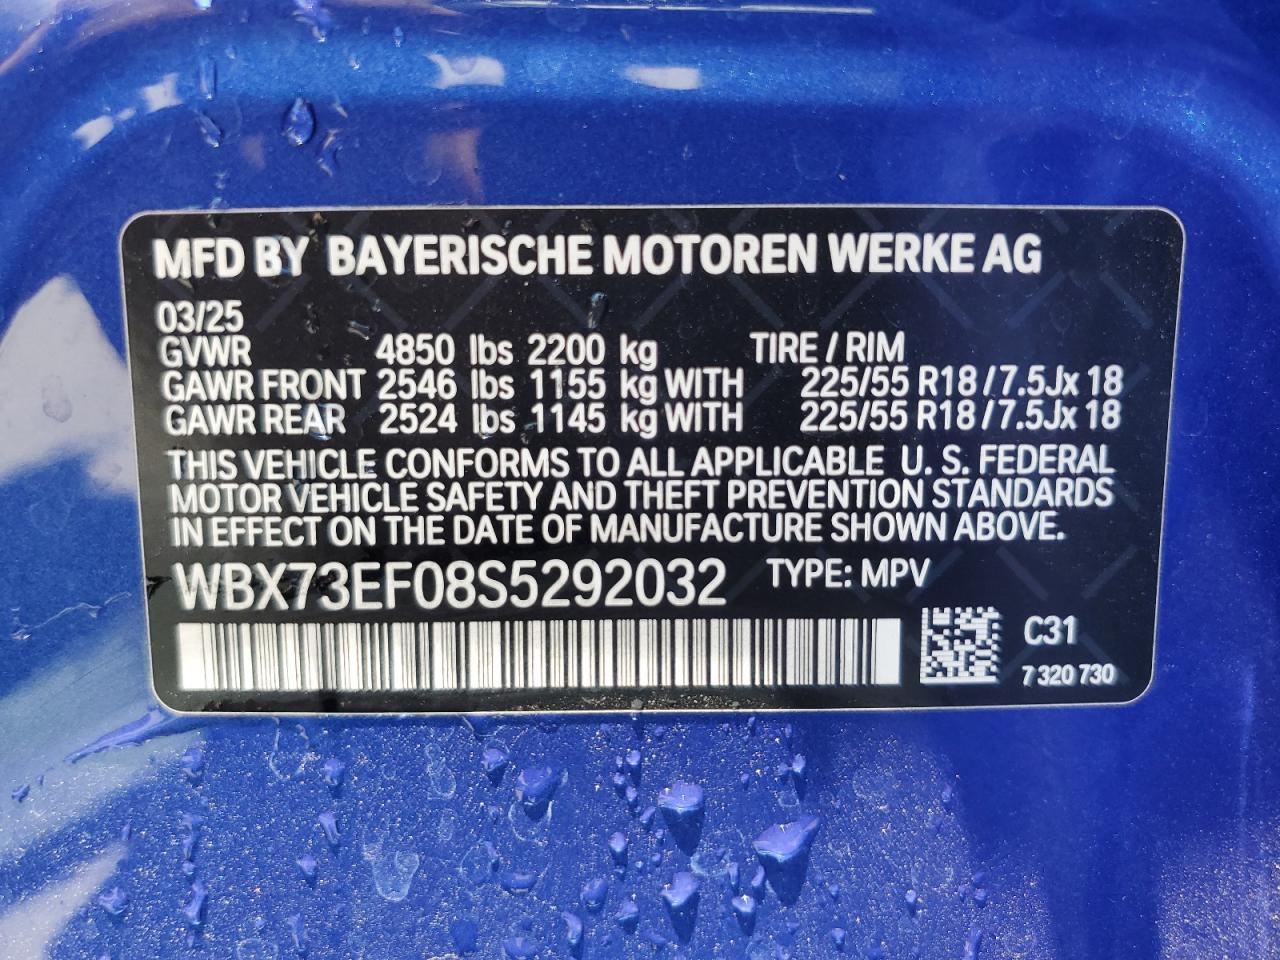 MFD BY BAYERISCHE MOTOREN WERKE AG
03/25
GVWR 4850 lbs 2200 kg TIRE / RIM
GAWR FRONT 2546 lbs 1155 kg WITH 225/55 R18 / 7.5Jx 18
GAWR REAR 2524 lbs 1145 kg WITH 225/55 R18 / 7.5Jx 18
THIS VEHICLE CONFORMS TO ALL APPLICABLE U. S. FEDERAL
MOTOR VEHICLE SAFETY AND THEFT PREVENTION STANDARDS
IN EFFECT ON THE DATE OF MANUFACTURE SHOWN ABOVE.
WBX73EF08S5292032 TYPE: MPV
C31
7 320 730